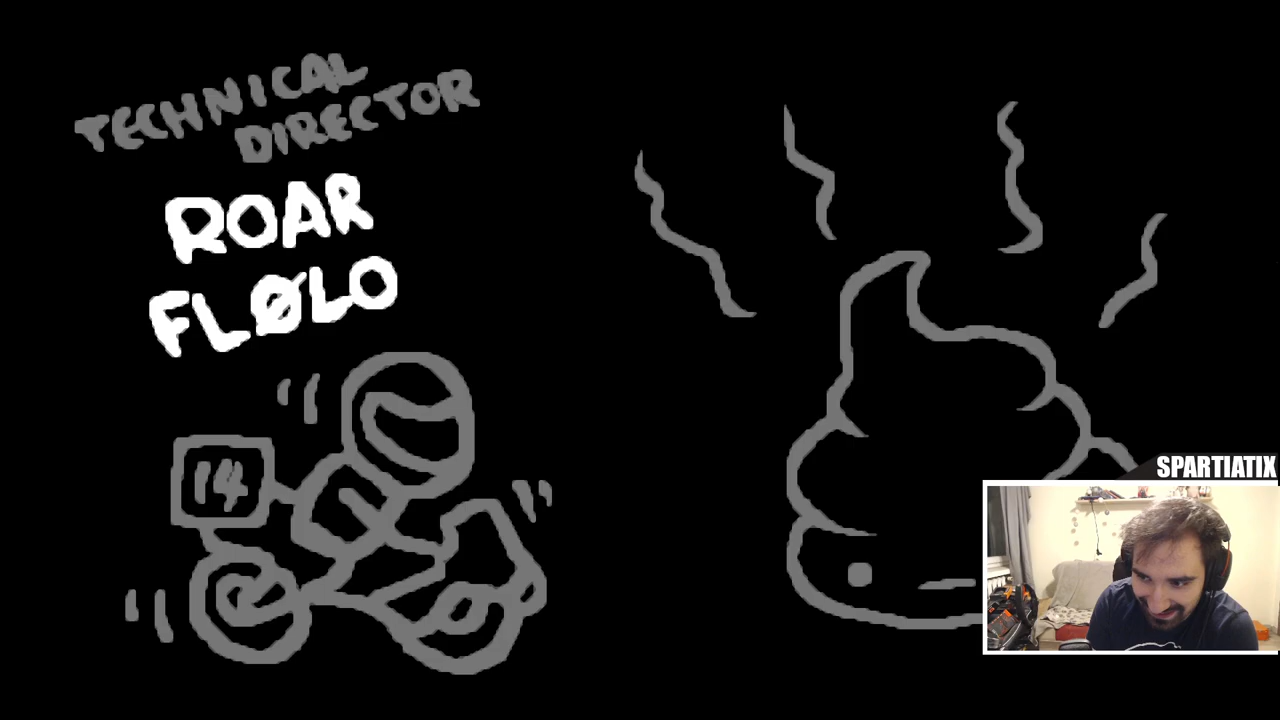 TECHNICAL
DIRECTOR
ROAR
FLØLO
14
SPARTIATIX